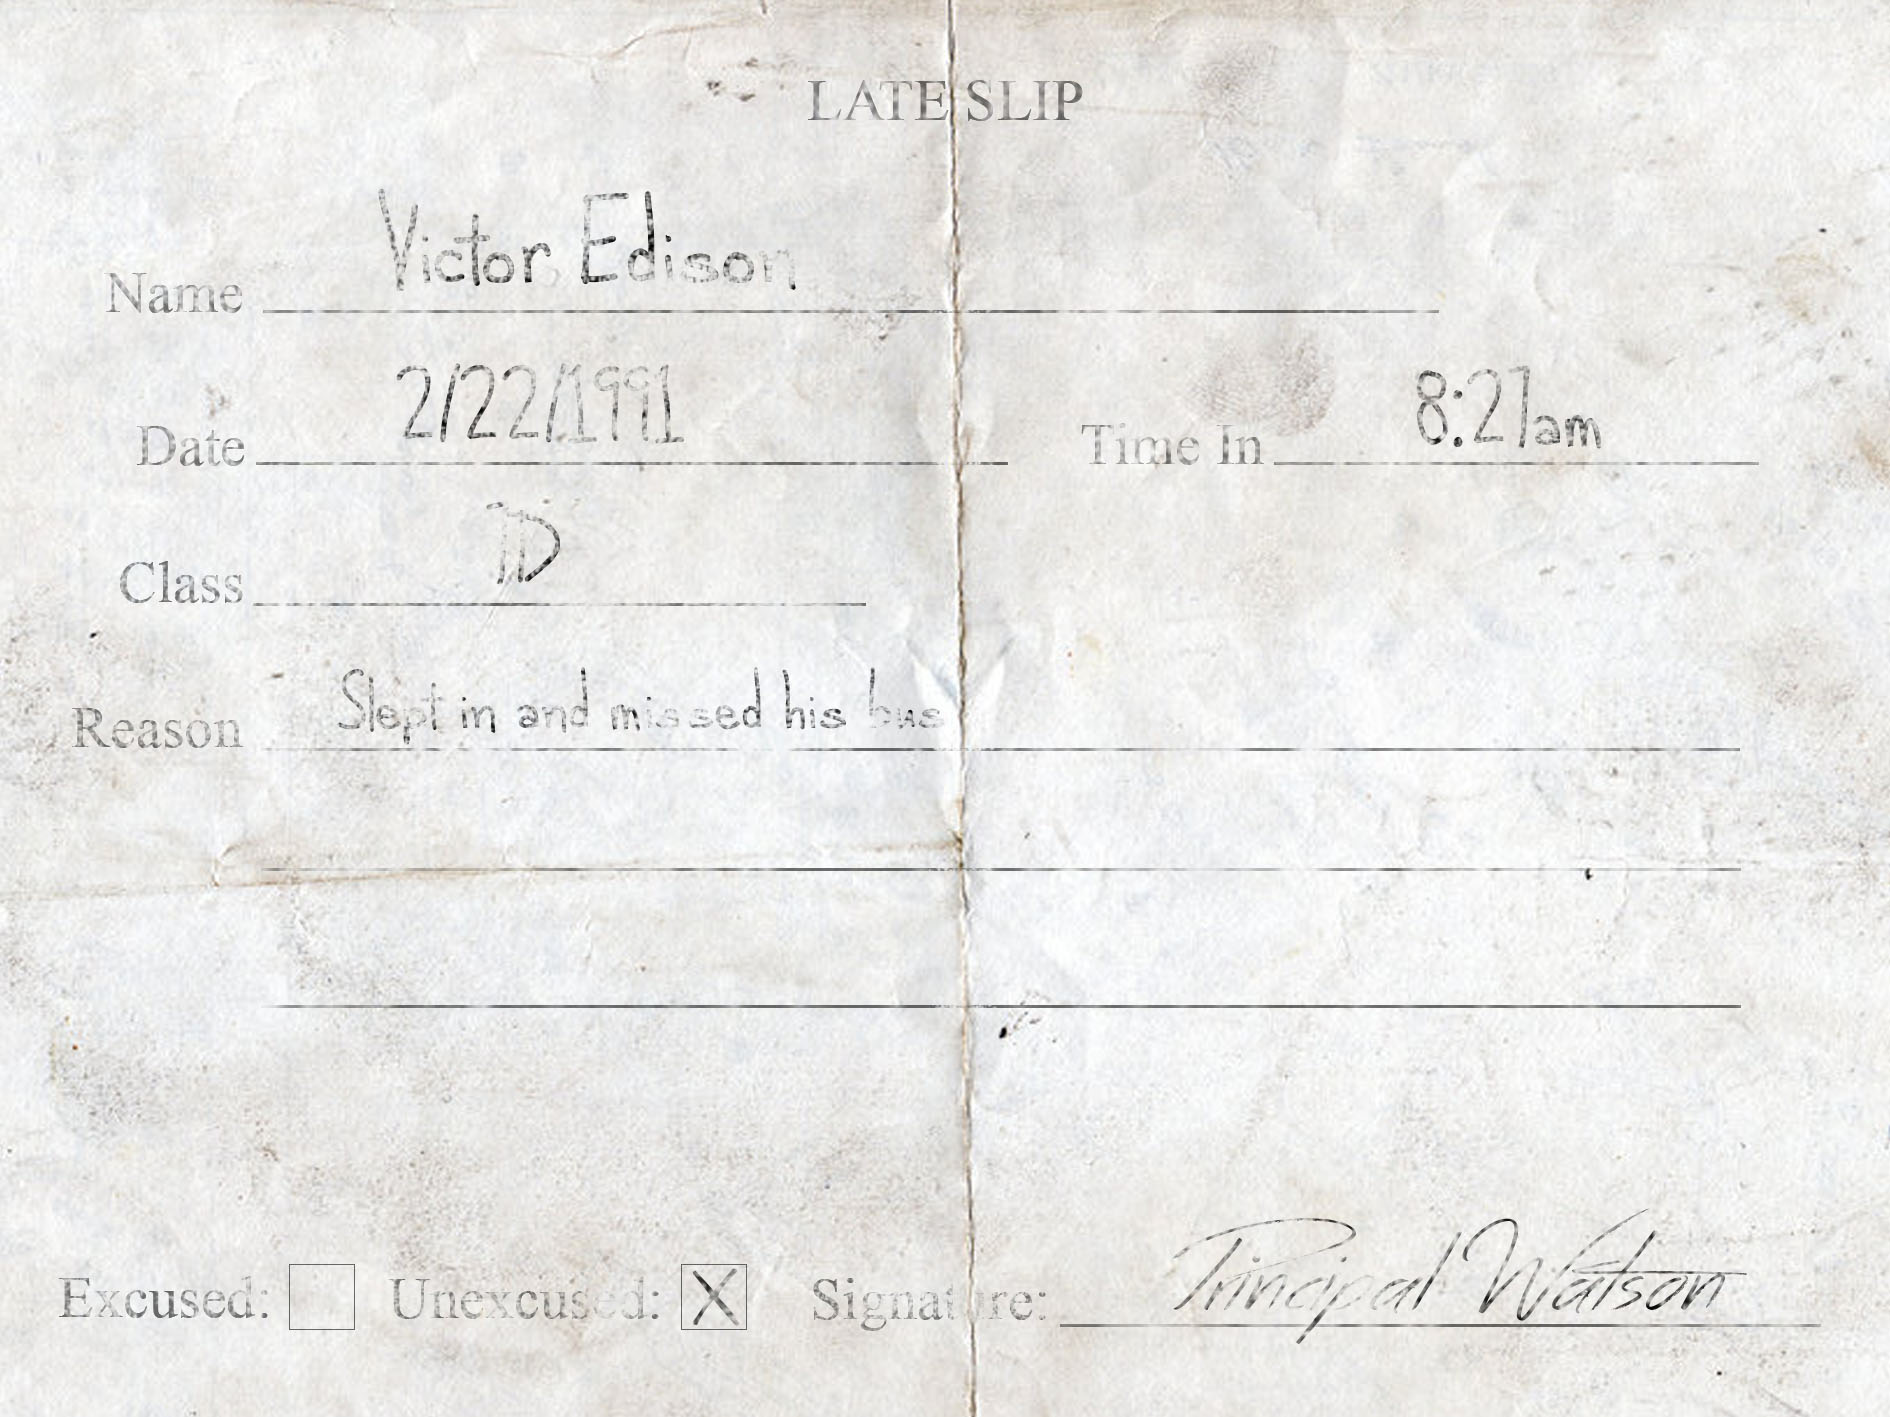 LATE SLIP
Name Victor Edison
Date 2/22/1991 Time In 8:27am
Class
Reason Slept in and missed his bus
Excused: Unexcused: X Signature: Principal Watson